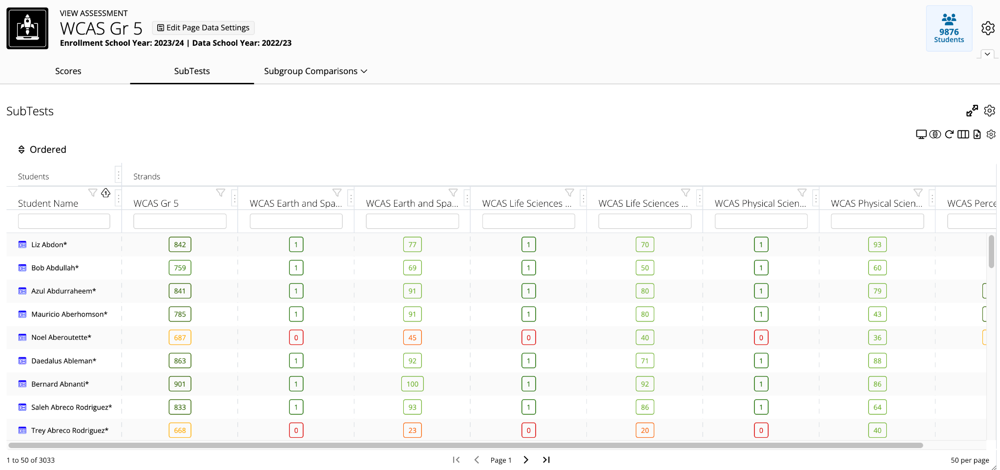 VIEW ASSESSMENT
WCAS Gr 5
Edit Page Data Settings
Enrollment School Year: 2023/24 | Data School Year: 2022/23
9876
Students
Scores
SubTests
Subgroup Comparisons
SubTests
Ordered
Students
Strands
1
Student Name
WCAS Gr 5
WCAS Earth and Spa...
WCAS Earth and Spa...
WCAS Life Sciences ...
WCAS Life Sciences ...
WCAS Physical Scien...
WCAS Physical Scien...
WCAS Perce
Liz Abdon* 842 1 77 1 70 1 93
Bob Abdullah* 759 1 69 1 50 1 60
Azul Abdurraheem* 841 1 91 1 80 1 79
Mauricio Aberhomson* 785 1 91 1 80 1 43
Noel Aberoutette* 687 0 45 0 40 0 36
Daedalus Ableman* 863 1 92 1 71 1 88
Bernard Abnanti* 901 1 100 1 92 1 86
Saleh Abreco Rodriguez* 833 1 93 1 86 1 64
Trey Abreco Rodriguez* 668 0 23 0 20 0 40
1 to 50 of 3033
Page 1
50 per page